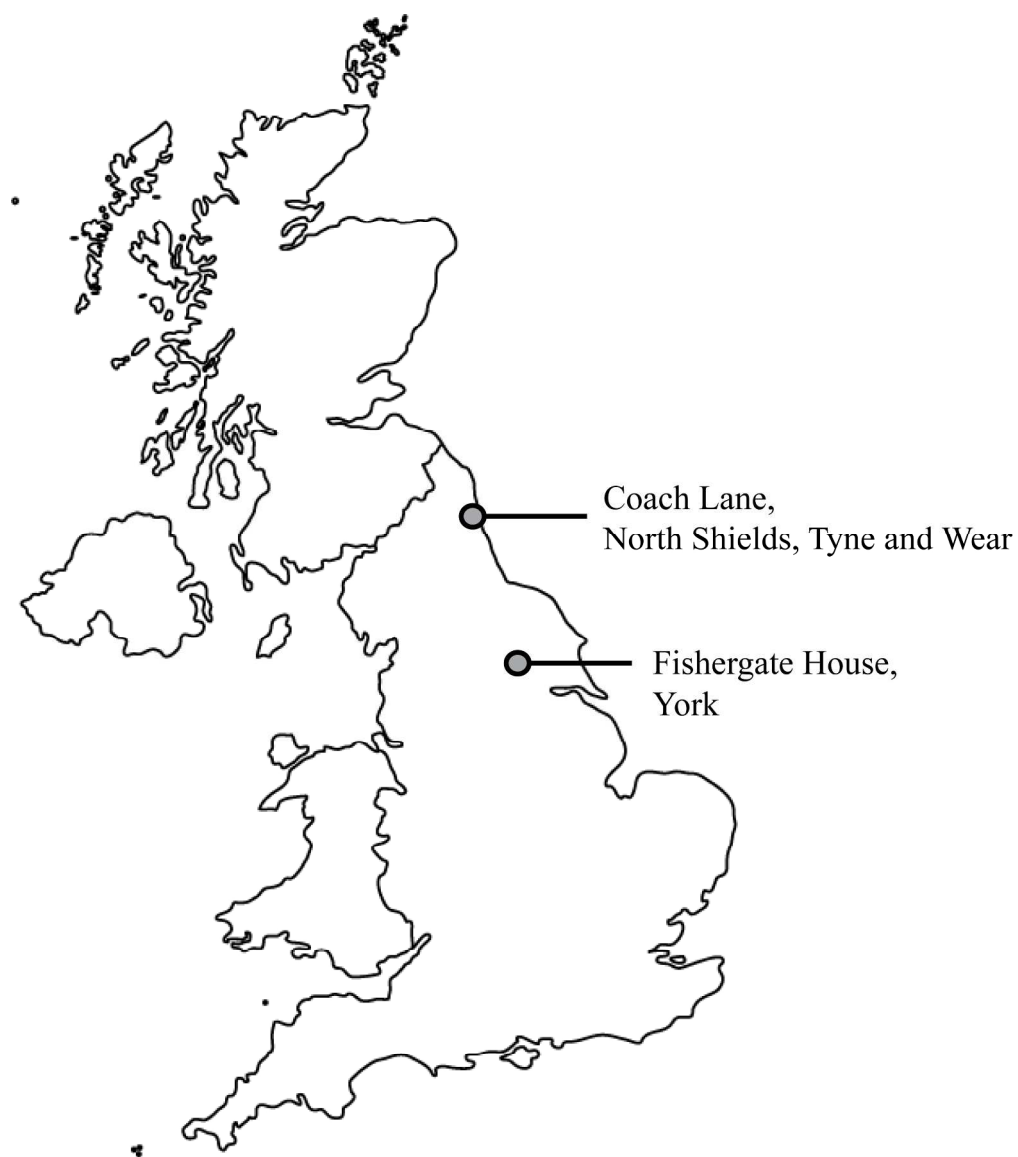 Coach Lane,
North Shields, Tyne and Wear
Fishergate House,
York